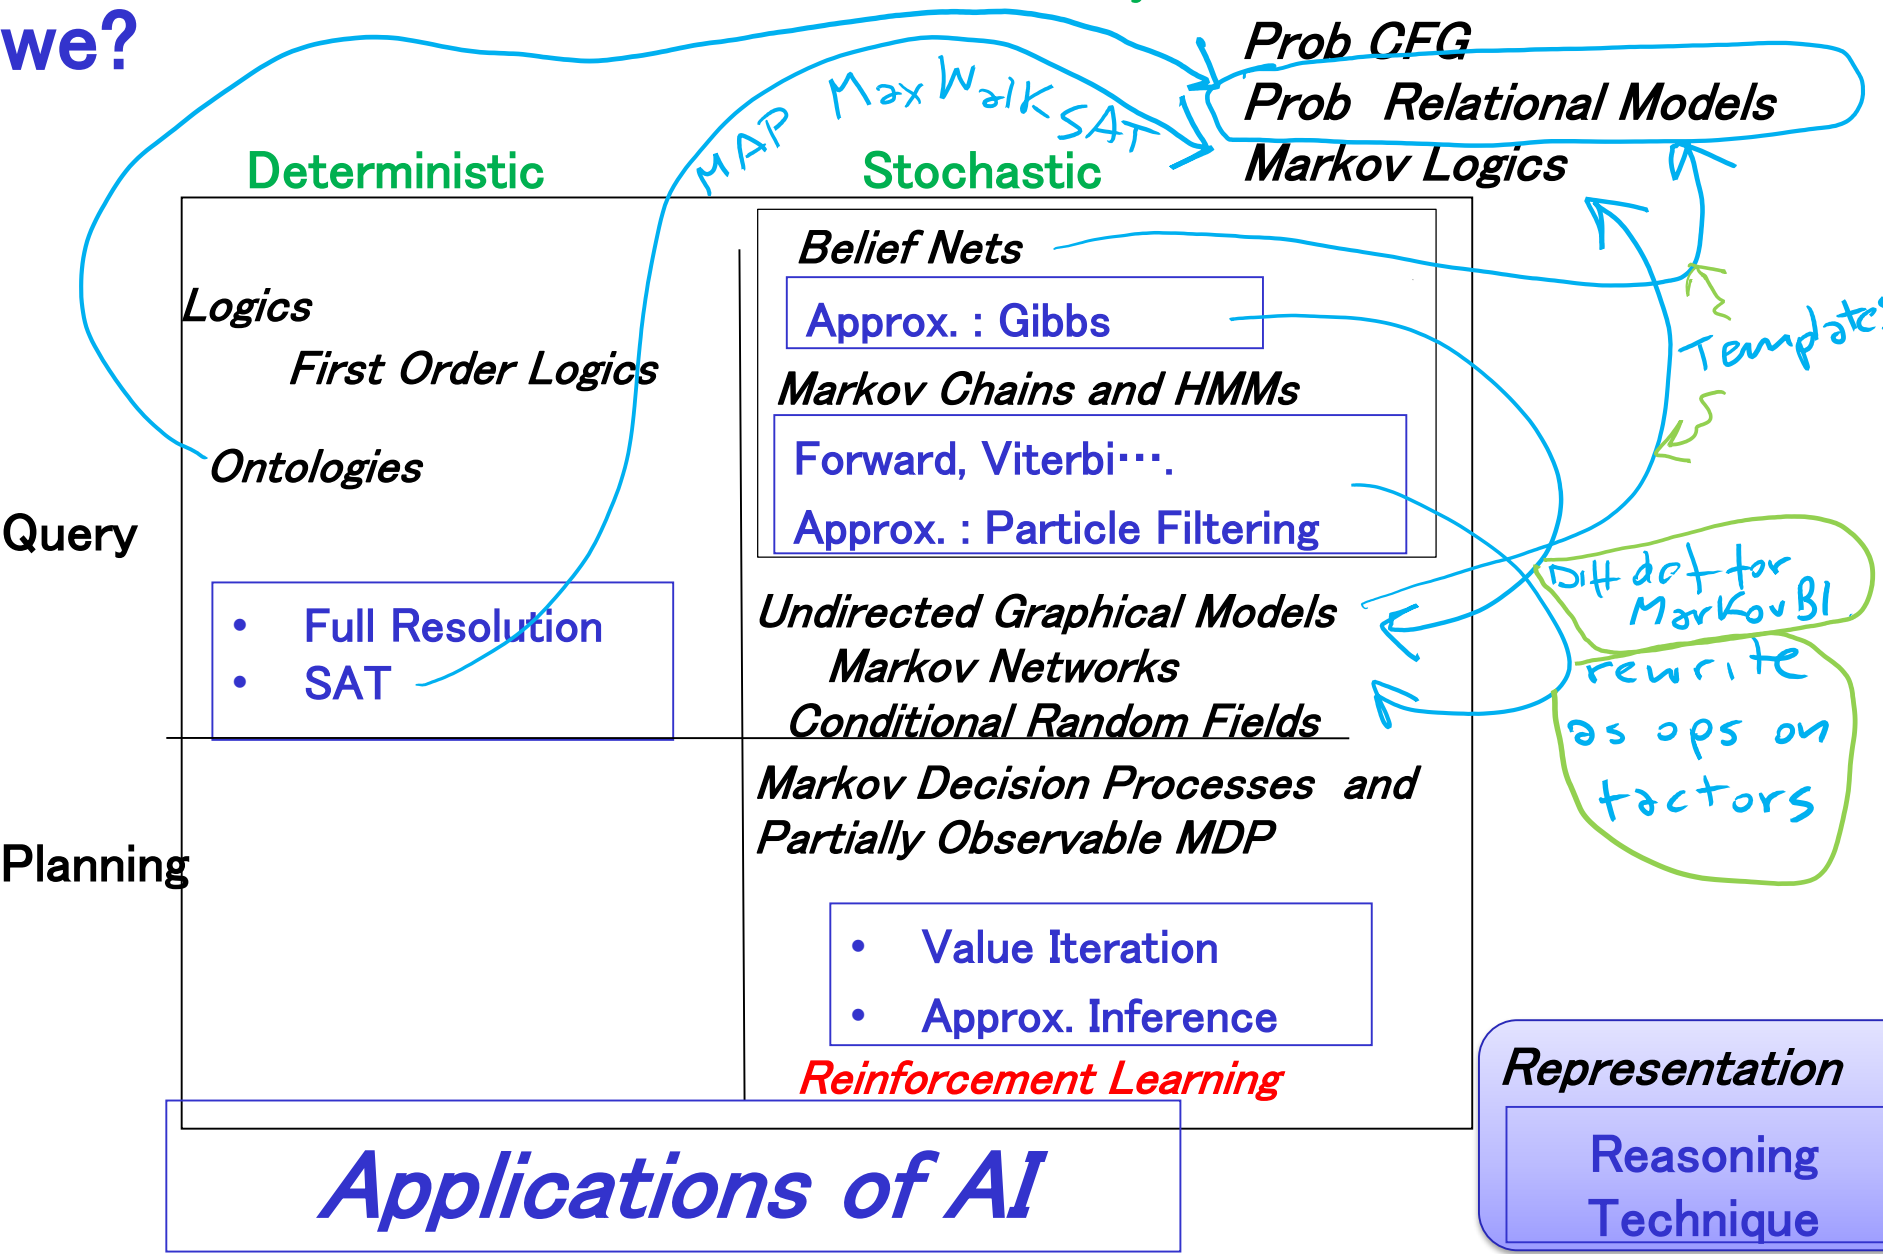 we?
Prob CFG
Prob Relational Models
Markov Logics
MAP MaxWalkSAT
Deterministic
Stochastic
Belief Nets
Approx. : Gibbs
Logics
First Order Logics
Markov Chains and HMMs
Ontologies
Forward, Viterbi….
Approx. : Particle Filtering
Templates
Query
Diff def for
Markov Bl
• Full Resolution
• SAT
Undirected Graphical Models
Markov Networks
Conditional Random Fields
rewrite
as ops on
factors
Markov Decision Processes and
Partially Observable MDP
Planning
• Value Iteration
• Approx. Inference
Reinforcement Learning
Applications of AI
Representation
Reasoning
Technique